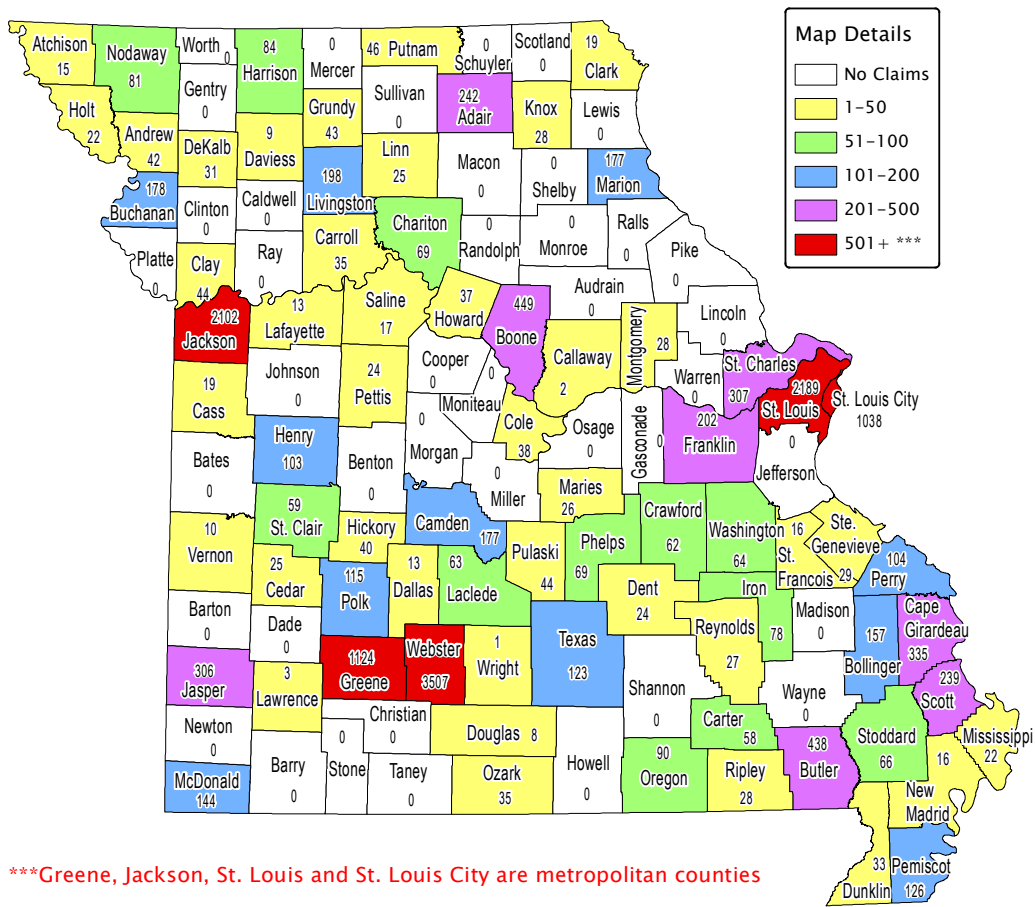 Map Details
No Claims
1-50
51-100
101-200
201-500
501+ ***
Atchison
15
Nodaway
81
Worth
0
84
Harrison
0
Mercer
46 Putnam
0
Schuyler
Scotland
0
19
Clark
Holt
22
Andrew
42
Gentry
0
DeKalb
31
9
Daviess
Grundy
43
Sullivan
0
242
Adair
Knox
28
Lewis
0
178
Buchanan
Clinton
0
Caldwell
0
198
Livingston
Linn
25
Macon
0
0
Shelby
177
Marion
Platte
0
Clay
44
Ray
0
Carroll
35
Chariton
69
Randolph
0
0
Monroe
Ralls
0
Pike
0
2102
Jackson
13
Lafayette
Saline
17
37
Howard
449
Boone
Audrain
0
Callaway
2
Montgomery
28
Lincoln
0
Warren
0
St. Charles
307
2189
St. Louis
St. Louis City
1038
19
Cass
Johnson
0
24
Pettis
Cooper
0
0
Moniteau
Cole
38
Osage
0
Gasconade
0
202
Franklin
0
Jefferson
Bates
0
Henry
103
Benton
0
0
Morgan
0
Miller
Maries
26
Crawford
62
Washington
64
16
St.
Francois
Ste.
Genevieve
29
104
Perry
10
Vernon
59
St. Clair
Hickory
40
Camden
177
Pulaski
44
Phelps
69
25
Cedar
115
Polk
13
Dallas
63
Laclede
Dent
24
Iron
78
Madison
0
157
Bollinger
Cape
Girardeau
335
Barton
0
Dade
0
1124
Greene
Webster
3507
1
Wright
Texas
123
Reynolds
27
306
Jasper
3
Lawrence
Shannon
0
Wayne
0
239
Scott
Newton
0
Christian
0
0
Stone
Douglas 8
Carter
58
Stoddard
66
Mississippi
22
McDonald
144
Barry
0
Taney
0
Ozark
35
Howell
0
90
Oregon
Ripley
28
438
Butler
16
New
Madrid
33
Dunklin
Pemiscot
126
***Greene, Jackson, St. Louis and St. Louis City are metropolitan counties